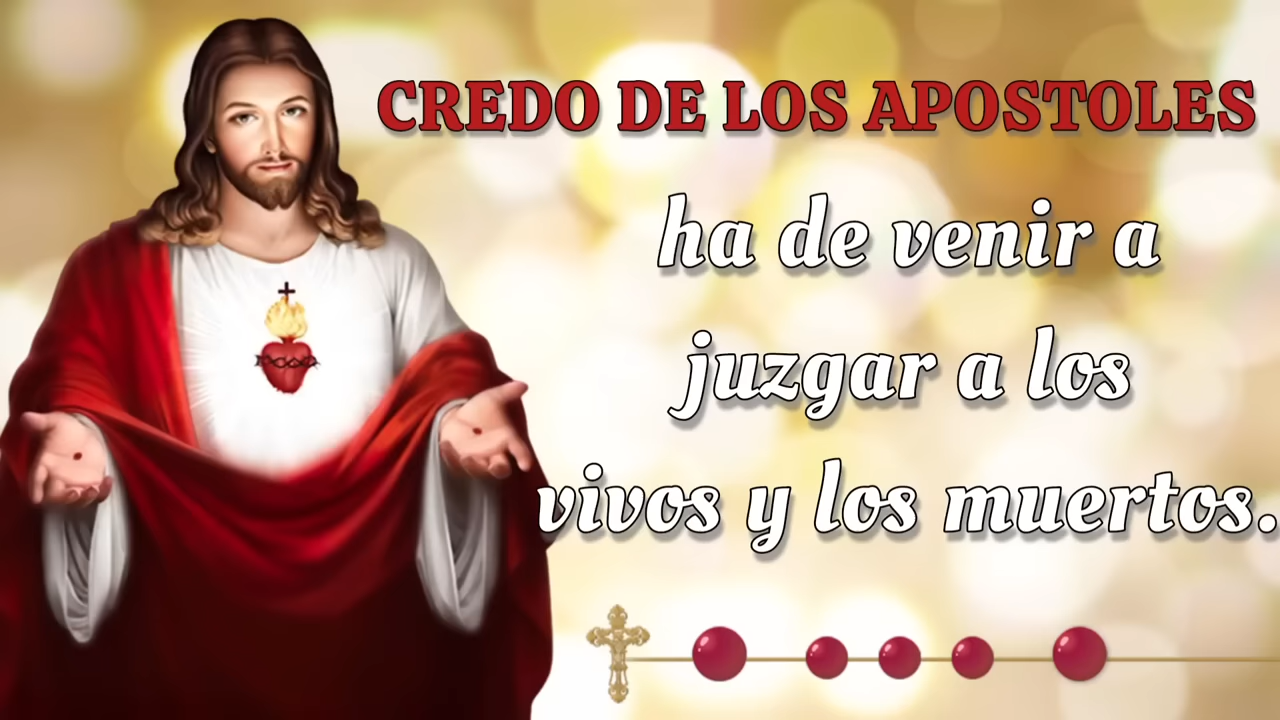 CREDO DE LOS APOSTOLES
ha de venir a
juzgar a los
vivos y los muertos.